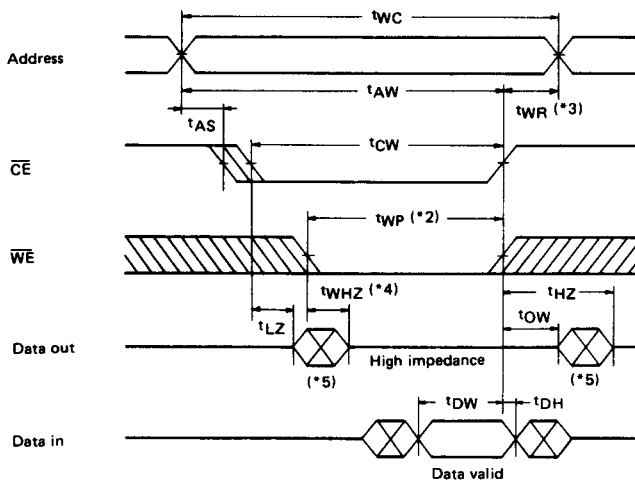 tWC
Address
tAW
tWR (*3)
tAS
tCW
CE
tWP (*2)
WE
tWHZ (*4)
tHZ
tLZ
tOW
Data out
High impedance
(*5)
(*5)
tDW
tDH
Data in
Data valid